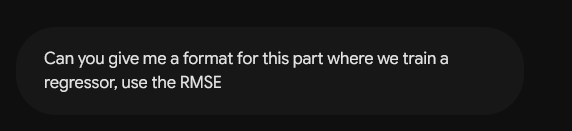 Can you give me a format for this part where we train a
regressor, use the RMSE